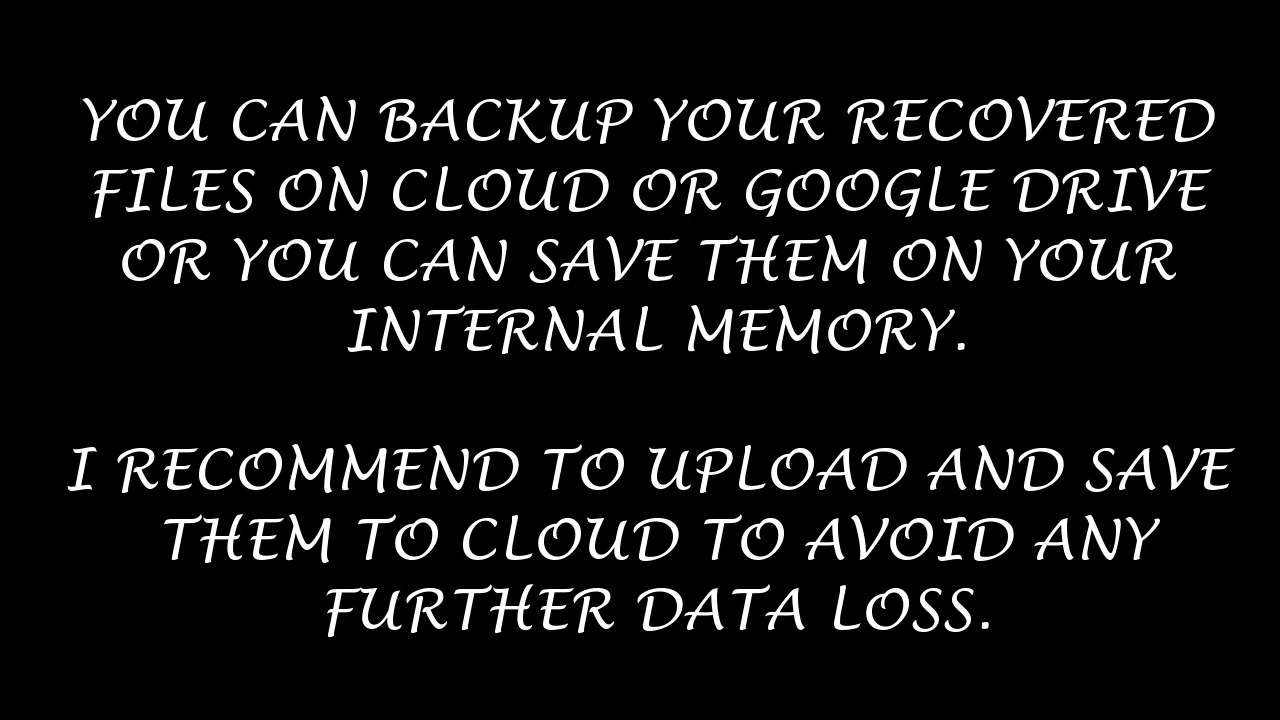 YOU CAN BACKUP YOUR RECOVERED
FILES ON CLOUD OR GOOGLE DRIVE
OR YOU CAN SAVE THEM ON YOUR
INTERNAL MEMORY.
I RECOMMEND TO UPLOAD AND SAVE
THEM TO CLOUD TO AVOID ANY
FURTHER DATA LOSS.